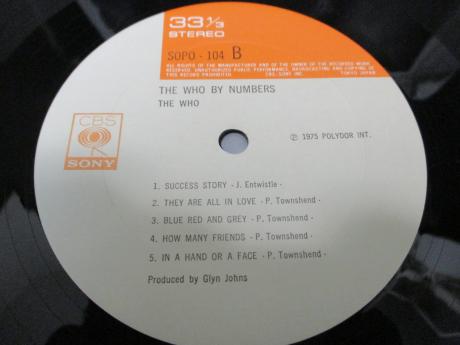 33 1/3
STEREO
SOPO-104 B
ALL RIGHTS OF THE MANUFACTURER AND OF THE OWNER OF THE RECORDED WORK
RESERVED. UNAUTHORIZED PUBLIC PERFORMANCE, BROADCASTING AND COPYING OF
THIS RECORD PROHIBITED. CBS/SONY INC. TOKYO JAPAN
THE WHO BY NUMBERS
THE WHO
CBS
SONY
℗ 1975 POLYDOR INT.
1. SUCCESS STORY - J. Entwistle -
2. THEY ARE ALL IN LOVE - P. Townshend -
3. BLUE RED AND GREY - P. Townshend -
4. HOW MANY FRIENDS - P. Townshend -
5. IN A HAND OR A FACE - P. Townshend -
Produced by Glyn Johns